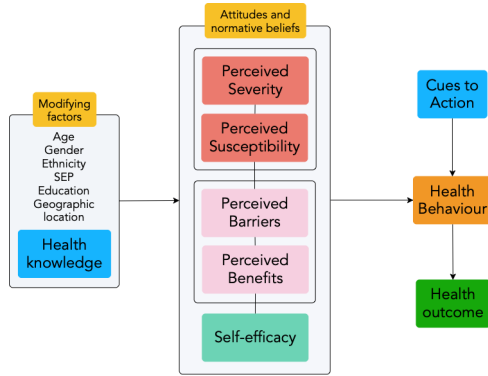 Modifying
factors
Age
Gender
Ethnicity
SEP
Education
Geographic
location
Health
knowledge
Attitudes and
normative beliefs
Perceived
Severity
Perceived
Susceptibility
Perceived
Barriers
Perceived
Benefits
Self-efficacy
Cues to
Action
Health
Behaviour
Health
outcome